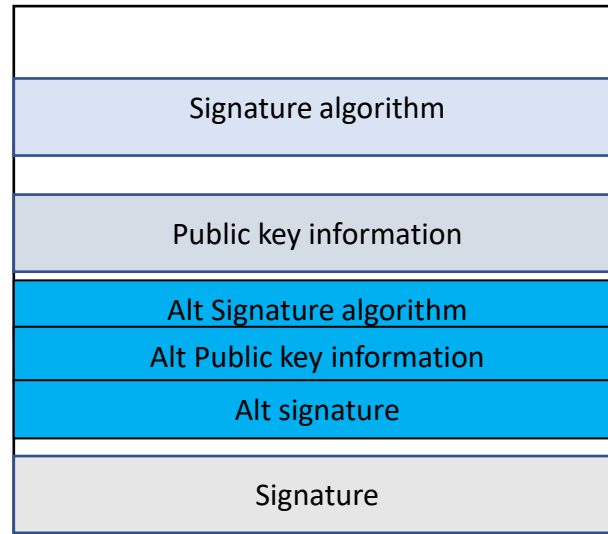 Signature algorithm
Public key information
Alt Signature algorithm
Alt Public key information
Alt signature
Signature